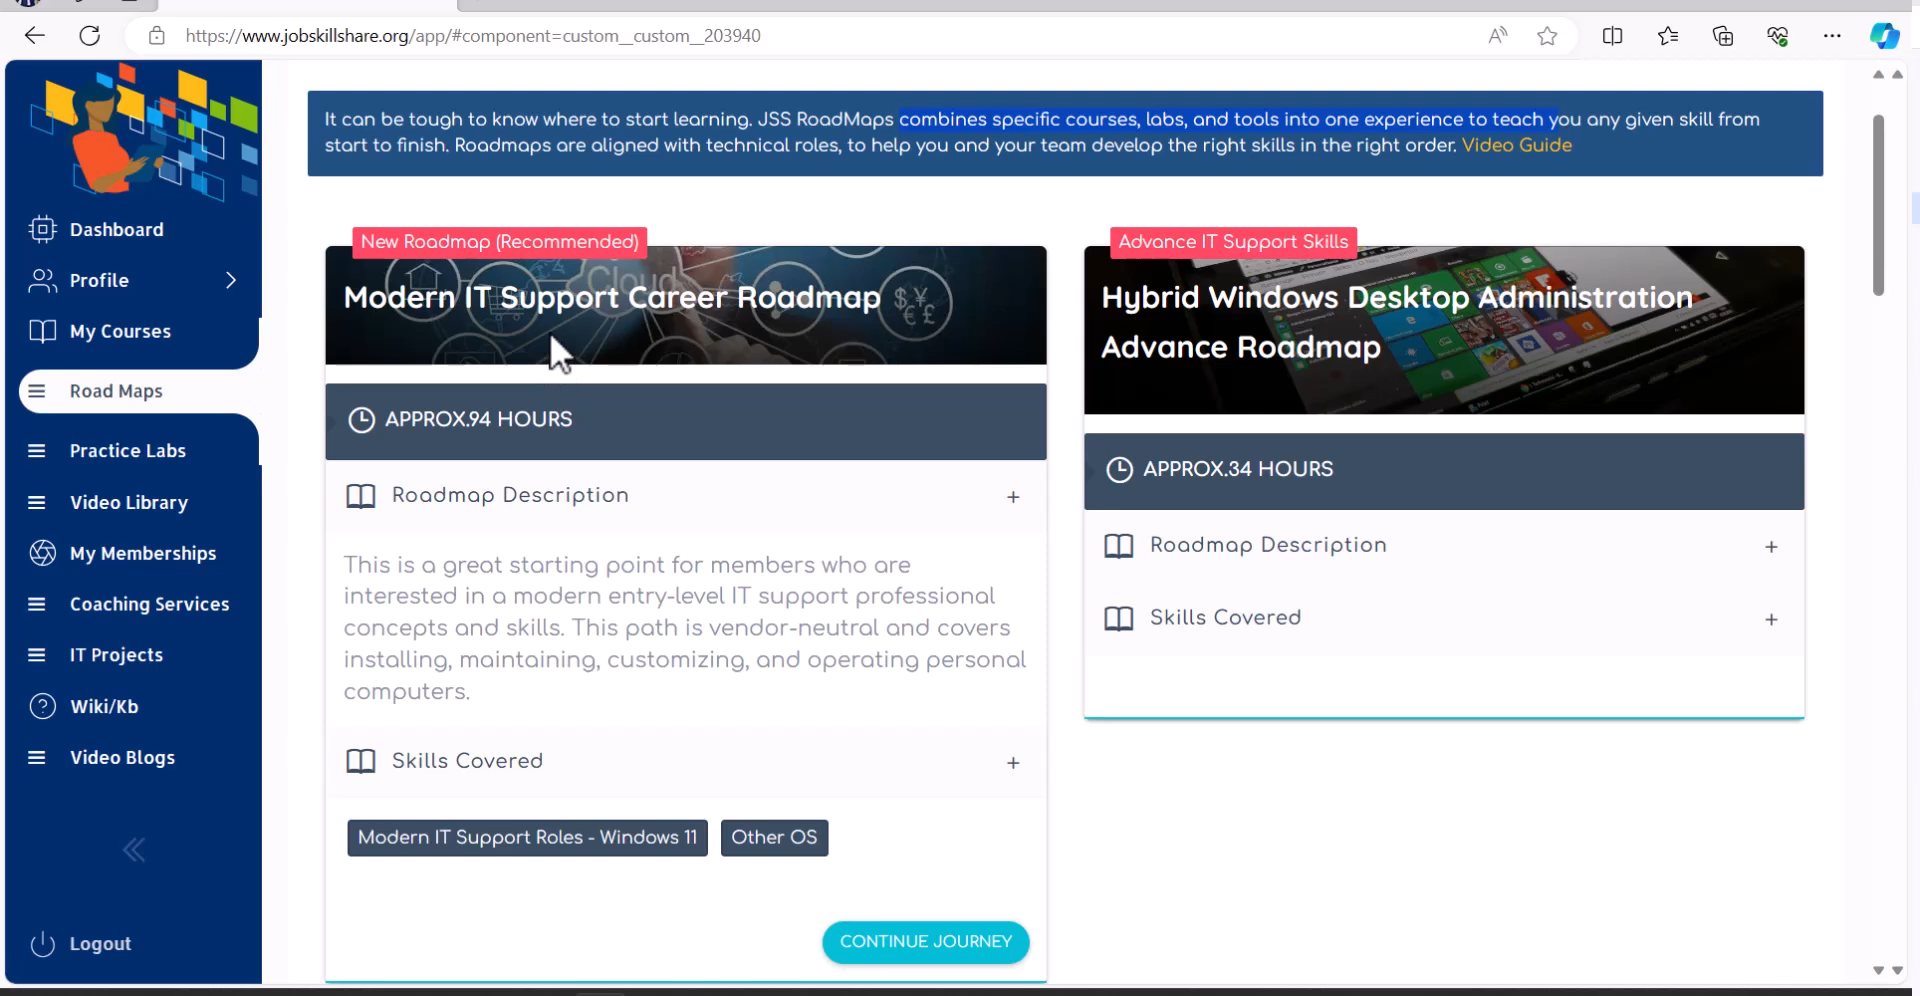 https://www.jobskillshare.org/app/#component=custom__custom__203940
Dashboard
Profile
My Courses
Road Maps
Practice Labs
Video Library
My Memberships
Coaching Services
IT Projects
Wiki/Kb
Video Blogs
Logout
It can be tough to know where to start learning. JSS RoadMaps combines specific courses, labs, and tools into one experience to teach you any given skill from
start to finish. Roadmaps are aligned with technical roles, to help you and your team develop the right skills in the right order. Video Guide
New Roadmap (Recommended)
Cloud
Modern IT Support Career Roadmap
APPROX.94 HOURS
Roadmap Description
This is a great starting point for members who are
interested in a modern entry-level IT support professional
concepts and skills. This path is vendor-neutral and covers
installing, maintaining, customizing, and operating personal
computers.
Skills Covered
Modern IT Support Roles - Windows 11
Other OS
CONTINUE JOURNEY
Advance IT Support Skills
Hybrid Windows Desktop Administration
Advance Roadmap
APPROX.34 HOURS
Roadmap Description
Skills Covered